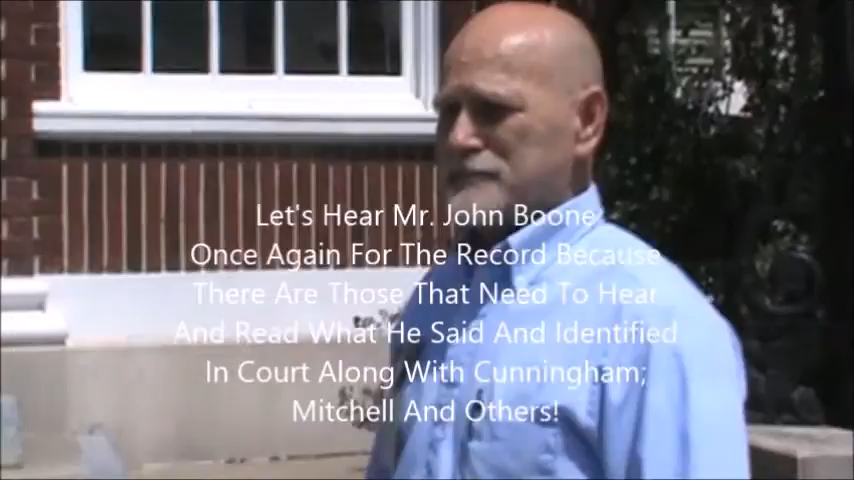 Let's Hear Mr. John Boone
Once Again For The Record Because
There Are Those That Need To Hear
And Read What He Said And Identified
In Court Along With Cunningham,
Mitchell And Others!